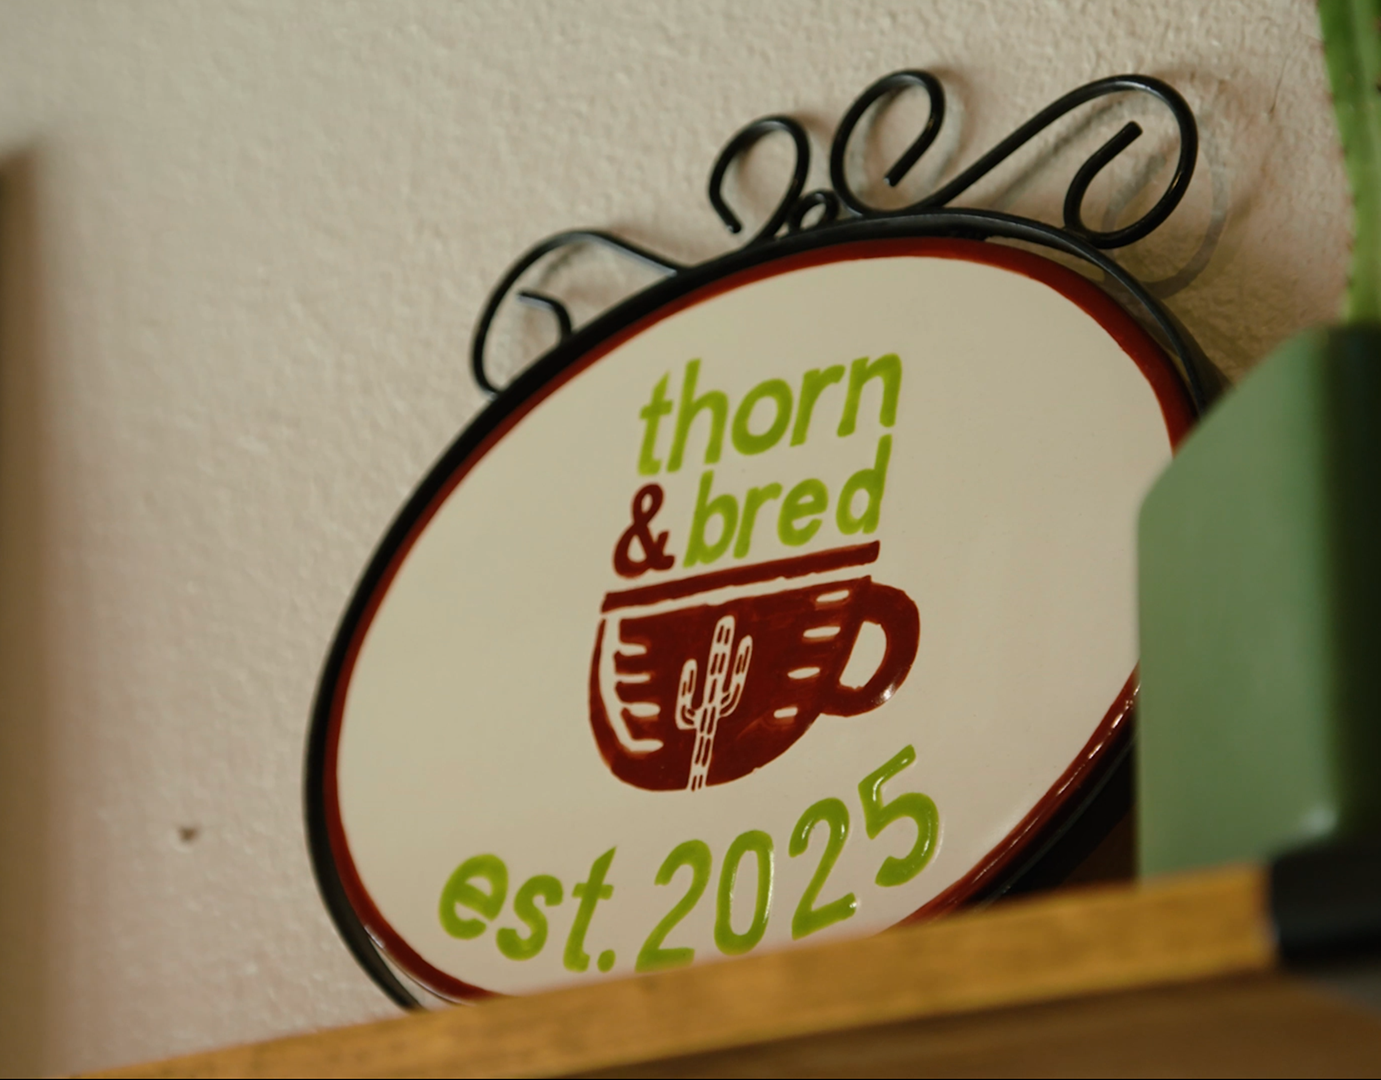 thorn
& bred
est. 2025